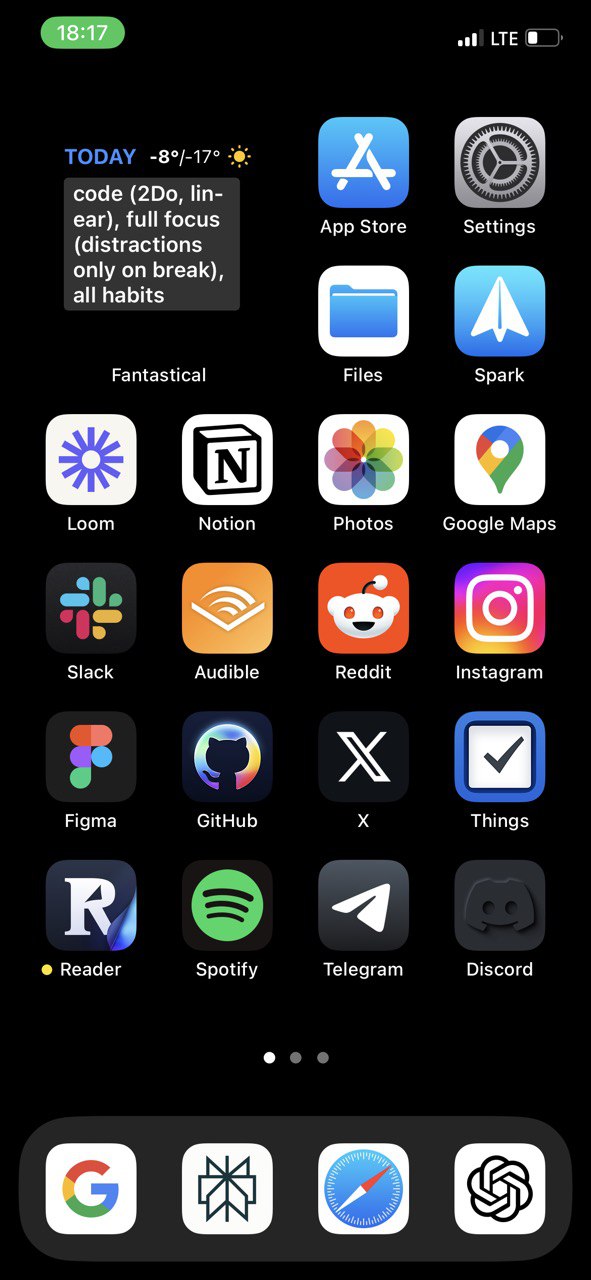 18:17
LTE
TODAY -8°/-17°
code (2Do, lin-
ear), full focus
(distractions
only on break),
all habits
Fantastical
App Store
Settings
Files
Spark
Loom
Notion
Photos
Google Maps
Slack
Audible
Reddit
Instagram
Figma
GitHub
X
Things
Reader
Spotify
Telegram
Discord